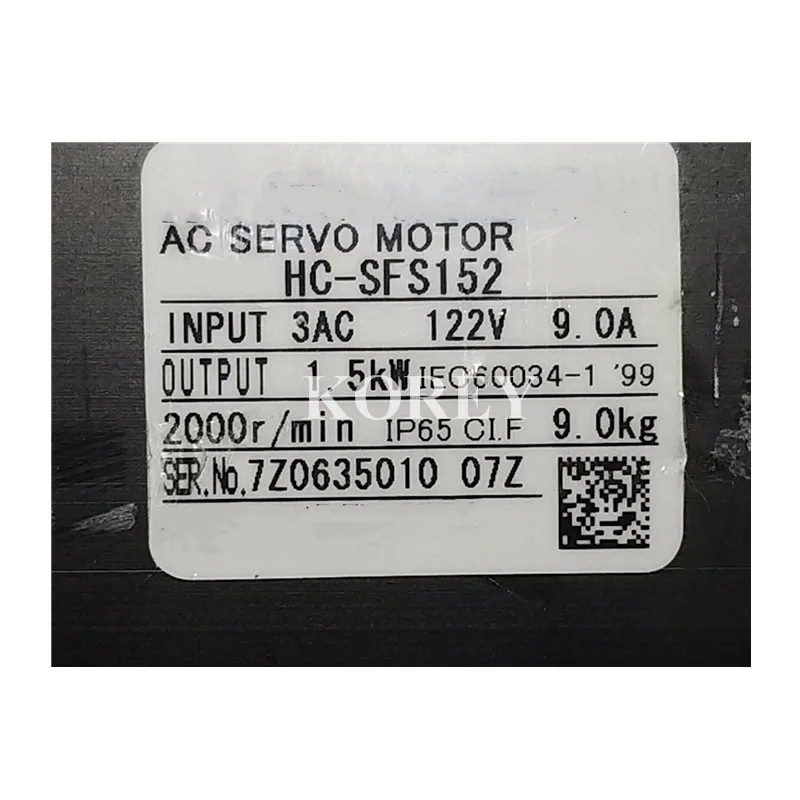 AC SERVO MOTOR
HC-SFS152
INPUT 3AC 122V 9.0A
OUTPUT 1.5kW IEC60034-1 '99
KOREY
2000r/min IP65 CI.F 9.0kg
SER.No.7Z0635010 07Z